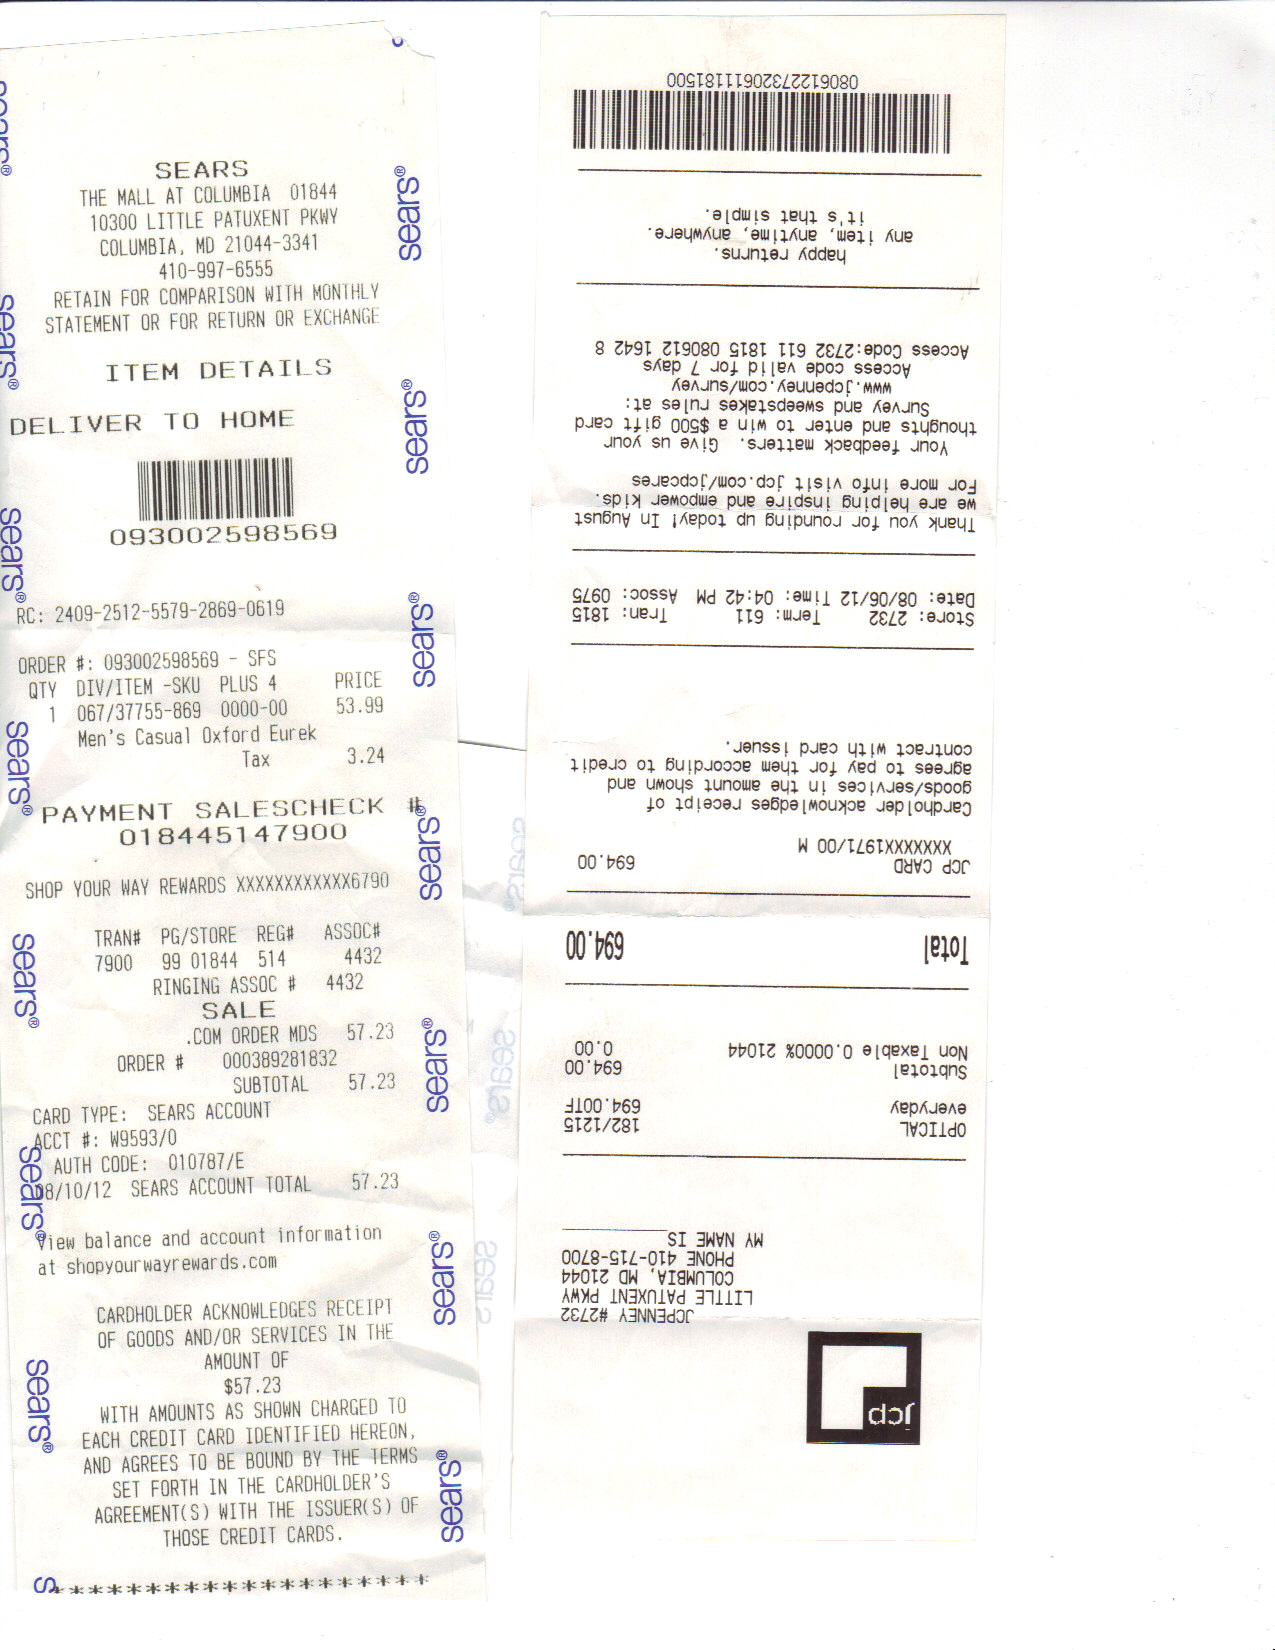 SEARS
THE MALL AT COLUMBIA 01844
10300 LITTLE PATUXENT PKWY
COLUMBIA, MD 21044-3341
410-997-6555
RETAIN FOR COMPARISON WITH MONTHLY
STATEMENT OR FOR RETURN OR EXCHANGE
ITEM DETAILS
DELIVER TO HOME
093002598569
RC: 2409-2512-5579-2869-0619
ORDER #: 093002598569 - SFS
QTY DIV/ITEM -SKU PLUS 4 PRICE
1 067/37755-869 0000-00 53.99
Men's Casual Oxford Eurek
Tax 3.24
PAYMENT SALESCHECK #
018445147900
SHOP YOUR WAY REWARDS XXXXXXXXXXXX6790
TRAN# PG/STORE REG# ASSOC#
7900 99 01844 514 4432
RINGING ASSOC # 4432
SALE
.COM ORDER MDS 57.23
ORDER # 000389281832
SUBTOTAL 57.23
CARD TYPE: SEARS ACCOUNT
ACCT #: W9593/0
AUTH CODE: 010787/E
08/10/12 SEARS ACCOUNT TOTAL 57.23
View balance and account information
at shopyourwayrewards.com
CARDHOLDER ACKNOWLEDGES RECEIPT
OF GOODS AND/OR SERVICES IN THE
AMOUNT OF
$57.23
WITH AMOUNTS AS SHOWN CHARGED TO
EACH CREDIT CARD IDENTIFIED HEREON,
AND AGREES TO BE BOUND BY THE TERMS
SET FORTH IN THE CARDHOLDER'S
AGREEMENT(S) WITH THE ISSUER(S) OF
THOSE CREDIT CARDS.
********************
sears®
sears®
sears®
sears®
sears®
sears®
sears®
sears®
sears®
sears®
sears®
sears®
sears®
sears®
jcp
JCPENNEY #2732
LITTLE PATUXENT PKWY
COLUMBIA, MD 21044
PHONE 410-715-8700
MY NAME IS
OPTICAL 182/1215
everyday 694.00TF
Subtotal 694.00
Non Taxable 0.0000% 21044 0.00
Total 694.00
JCP CARD 694.00
XXXXXXX1971/00 M
Cardholder acknowledges receipt of
goods/services in the amount shown and
agrees to pay for them according to credit
contract with card issuer.
Store: 2732 Term: 611 Tran: 1815
Date: 08/06/12 Time: 04:42 PM Assoc: 0975
Thank you for rounding up today! In August
we are helping inspire and empower kids.
For more info visit jcp.com/jcpcares
Your feedback matters. Give us your
thoughts and enter to win a $500 gift card
Survey and sweepstakes rules at:
www.jcpenney.com/survey
Access code valid for 7 days
Access Code:2732 611 1815 080612 1642 8
happy returns.
any item, anytime, anywhere.
it's that simple.
080612273206111181500